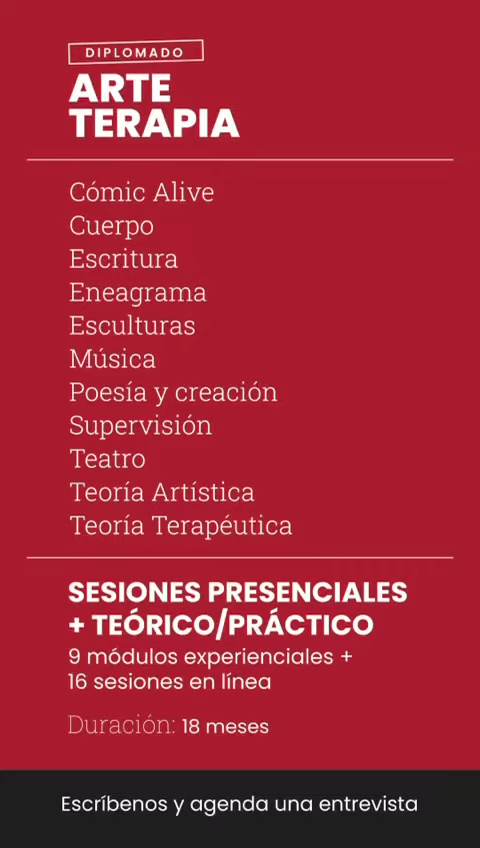 DIPLOMADO
ARTE
TERAPIA
Cómic Alive
Cuerpo
Escritura
Eneagrama
Esculturas
Música
Poesía y creación
Supervisión
Teatro
Teoría Artística
Teoría Terapéutica
SESIONES PRESENCIALES
+ TEÓRICO/PRÁCTICO
9 módulos experienciales +
16 sesiones en línea
Duración: 18 meses
Escríbenos y agenda una entrevista